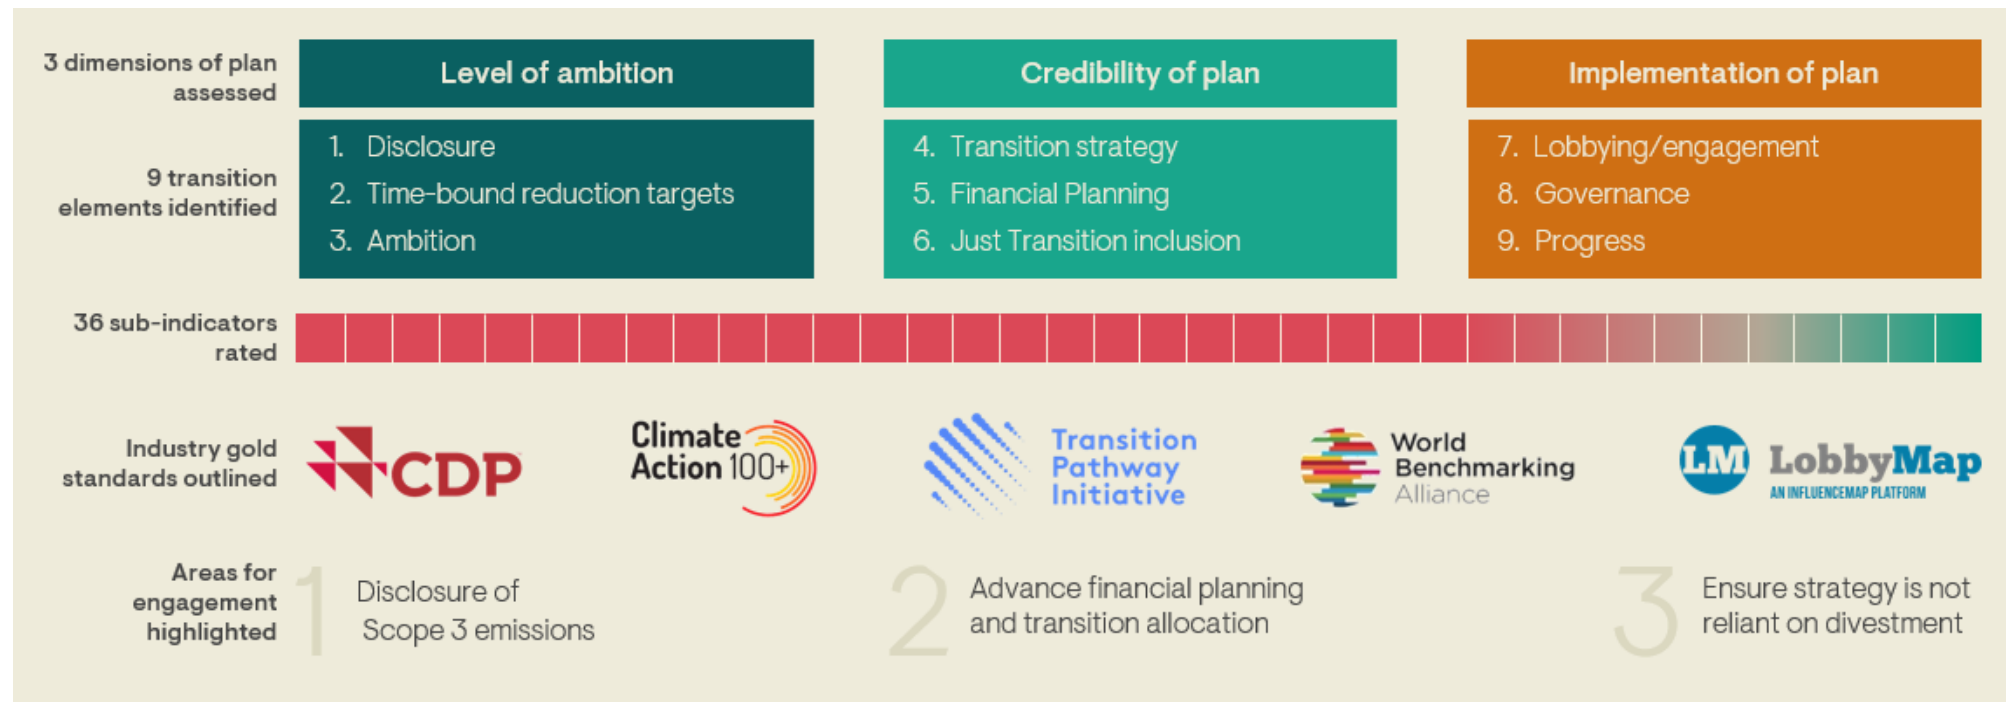 3 dimensions of plan
assessed
Level of ambition
Credibility of plan
Implementation of plan
9 transition
elements identified
1. Disclosure
2. Time-bound reduction targets
3. Ambition
4. Transition strategy
5. Financial Planning
6. Just Transition inclusion
7. Lobbying/engagement
8. Governance
9. Progress
36 sub-indicators
rated
Industry gold
standards outlined
CDP
Climate
Action 100+
Transition
Pathway
Initiative
World
Benchmarking
Alliance
LM
LobbyMap
AN INFLUENCEMAP PLATFORM
Areas for
engagement
highlighted
1
Disclosure of
Scope 3 emissions
2
Advance financial planning
and transition allocation
3
Ensure strategy is not
reliant on divestment